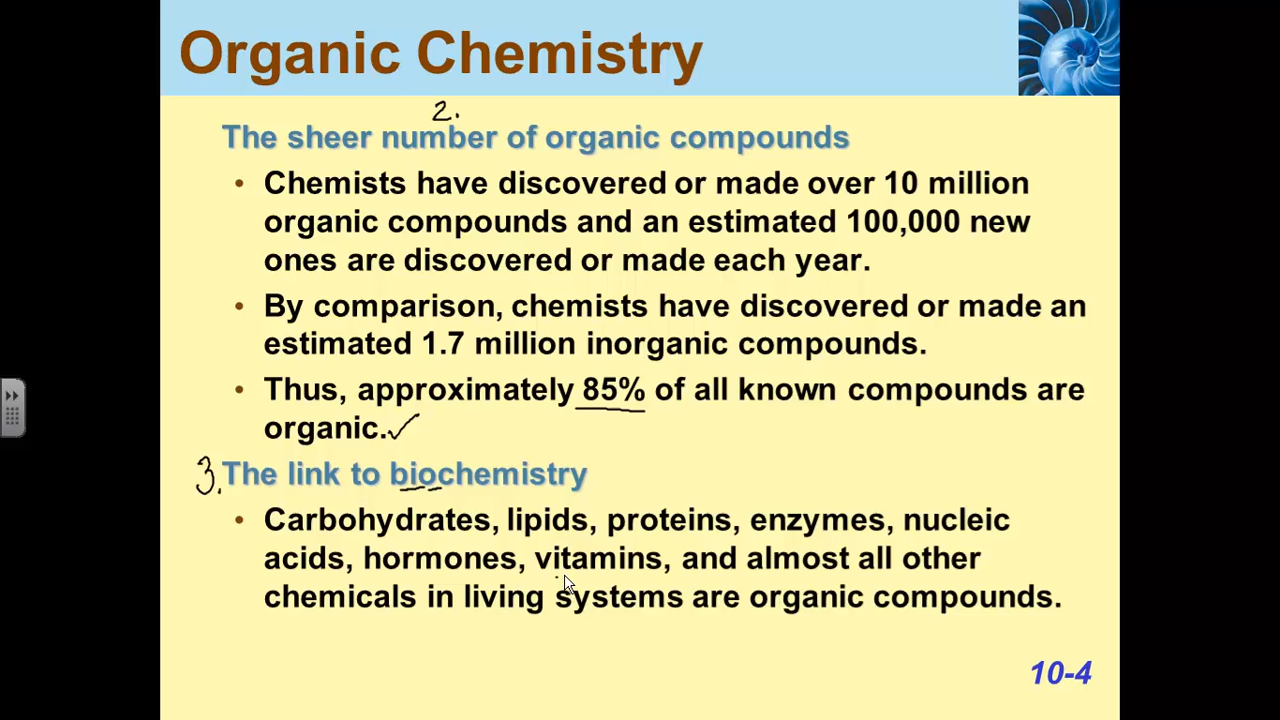 Organic Chemistry
2.
The sheer number of organic compounds
• Chemists have discovered or made over 10 million
organic compounds and an estimated 100,000 new
ones are discovered or made each year.
• By comparison, chemists have discovered or made an
estimated 1.7 million inorganic compounds.
• Thus, approximately 85% of all known compounds are
organic.✓
3. The link to biochemistry
• Carbohydrates, lipids, proteins, enzymes, nucleic
acids, hormones, vitamins, and almost all other
chemicals in living systems are organic compounds.
10-4